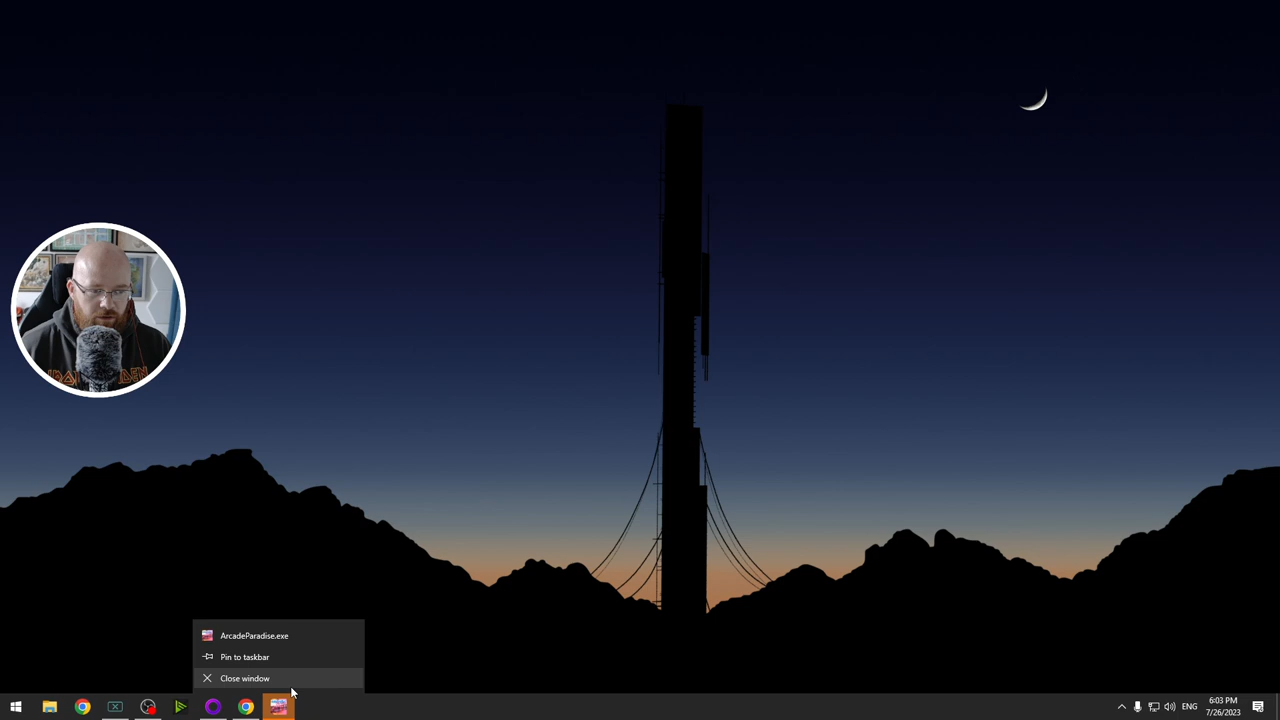 ArcadeParadise.exe
Pin to taskbar
Close window
ENG
6:03 PM
7/26/2023